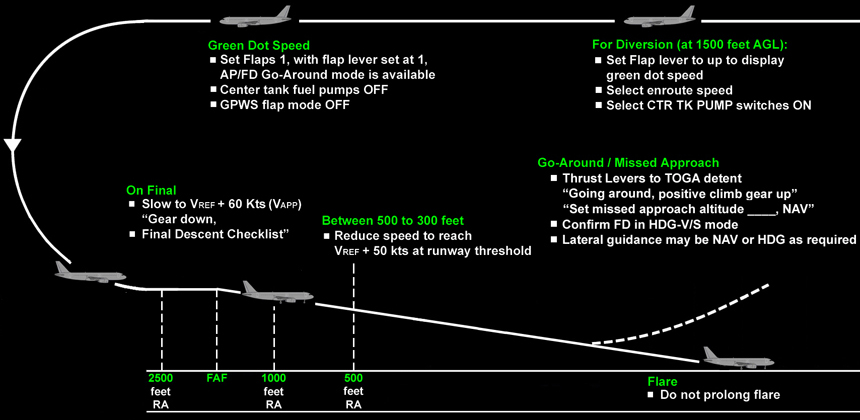 Green Dot Speed
■ Set Flaps 1, with flap lever set at 1,
AP/FD Go-Around mode is available
■ Center tank fuel pumps OFF
■ GPWS flap mode OFF
For Diversion (at 1500 feet AGL):
■ Set Flap lever to up to display
green dot speed
■ Select enroute speed
■ Select CTR TK PUMP switches ON
Go-Around / Missed Approach
■ Thrust Levers to TOGA detent
“Going around, positive climb gear up”
“Set missed approach altitude ____, NAV”
■ Confirm FD in HDG-V/S mode
■ Lateral guidance may be NAV or HDG as required
On Final
■ Slow to VREF + 60 Kts (VAPP)
“Gear down,
■ Final Descent Checklist”
Between 500 to 300 feet
■ Reduce speed to reach
VREF + 50 kts at runway threshold
2500
feet
RA
FAF
1000
feet
RA
500
feet
RA
Flare
■ Do not prolong flare